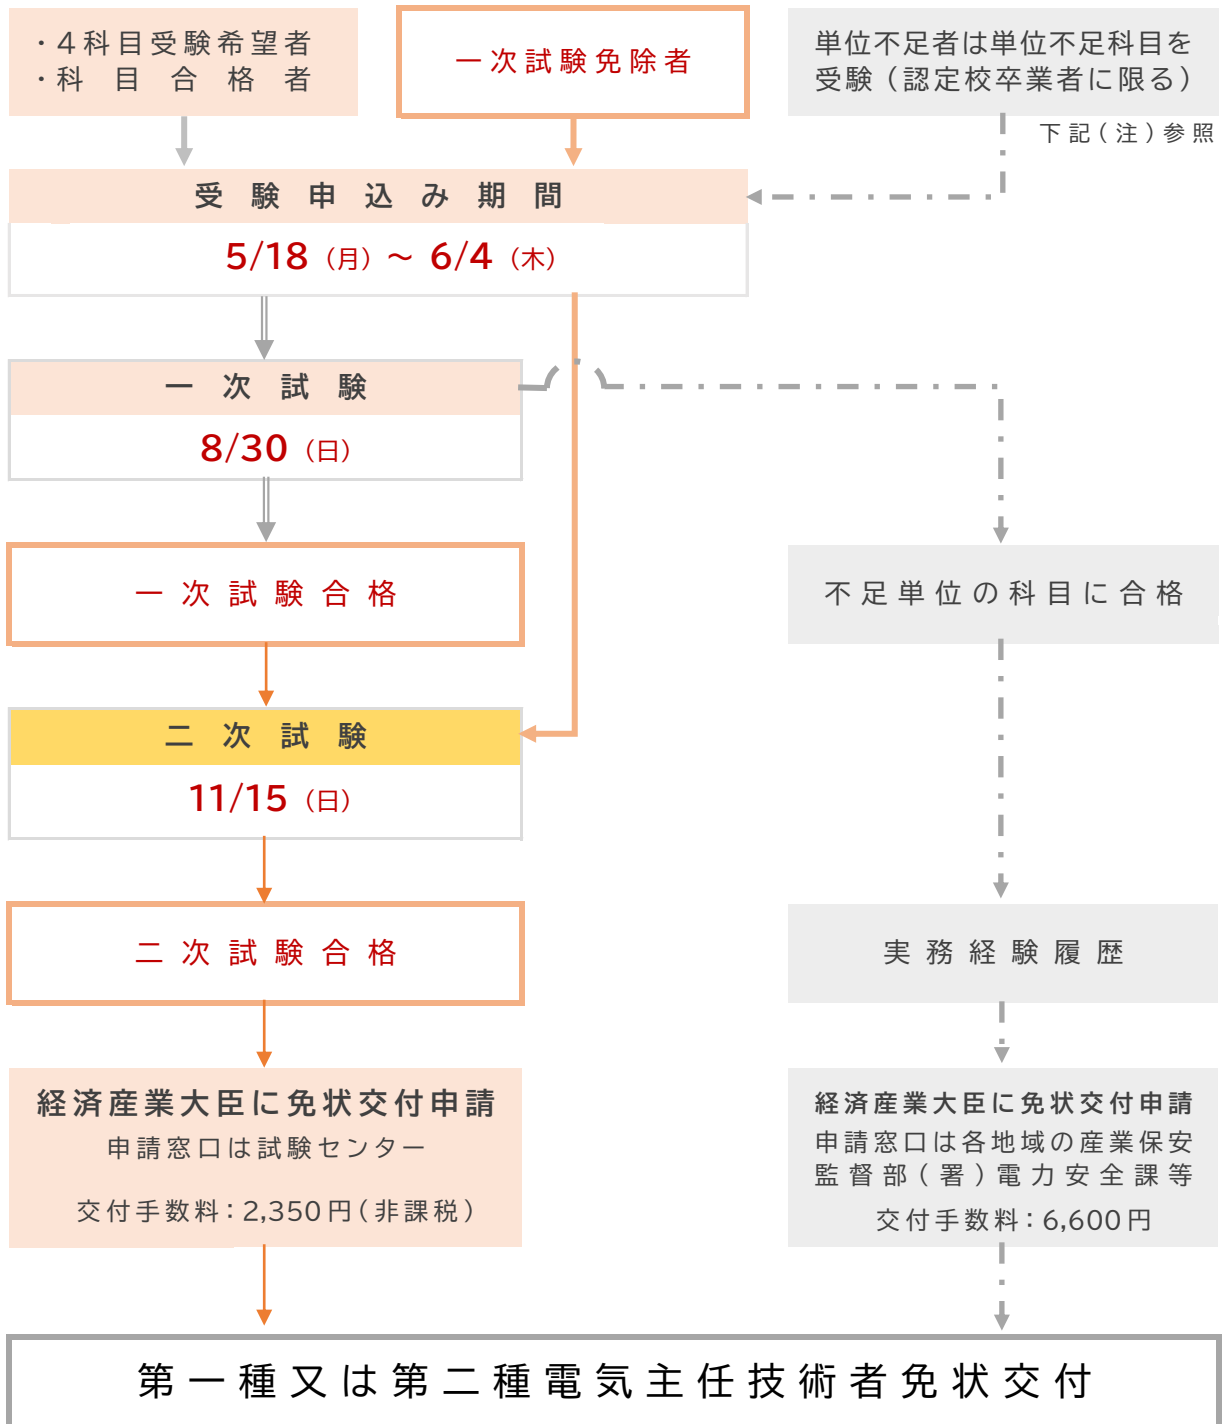 ・4科目受験希望者
・科目合格者
一次試験免除者
単位不足者は単位不足科目を
受験（認定校卒業者に限る）
下記（注）参照
受験申込み期間
5/18（月）～ 6/4（木）
一次試験
8/30（日）
一次試験合格
不足単位の科目に合格
二次試験
11/15（日）
二次試験合格
実務経験履歴
経済産業大臣に免状交付申請
申請窓口は試験センター
交付手数料：2,350円（非課税）
経済産業大臣に免状交付申請
申請窓口は各地域の産業保安
監督部（署）電力安全課等
交付手数料：6,600円
第一種又は第二種電気主任技術者免状交付